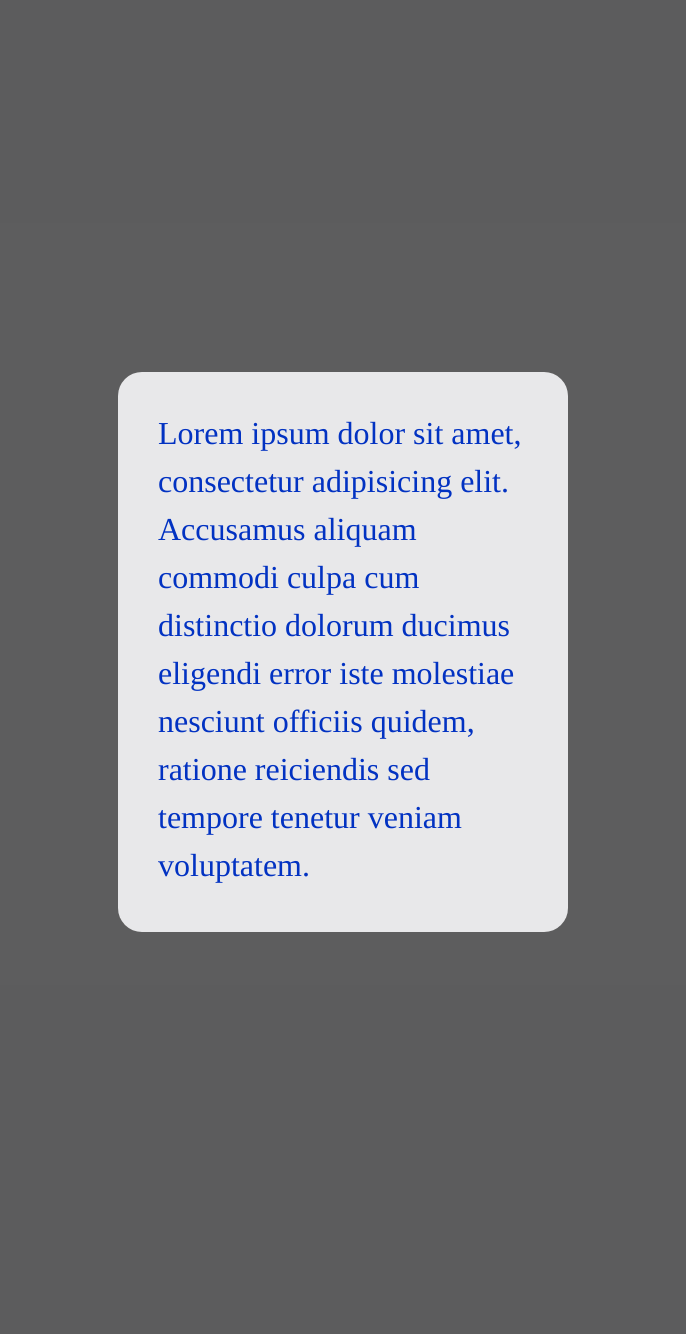 Lorem ipsum dolor sit amet,
consectetur adipisicing elit.
Accusamus aliquam
commodi culpa cum
distinctio dolorum ducimus
eligendi error iste molestiae
nesciunt officiis quidem,
ratione reiciendis sed
tempore tenetur veniam
voluptatem.